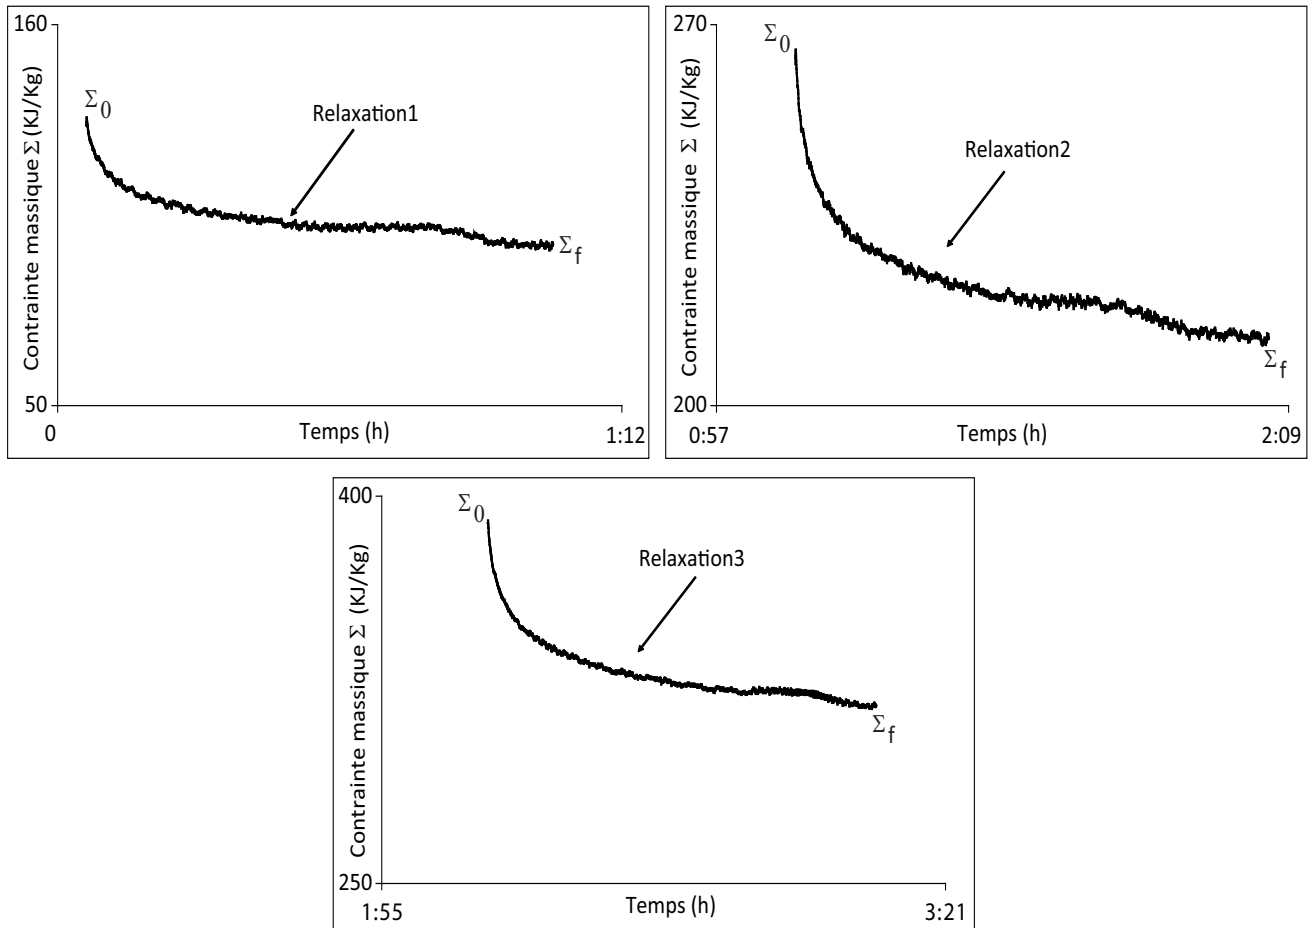 160
Contrainte massique Σ (KJ/Kg)
Σ0
Relaxation1
Σf
50
0
Temps (h)
1:12
270
Contrainte massique Σ (KJ/Kg)
Σ0
Relaxation2
Σf
200
0:57
Temps (h)
2:09
400
Contrainte massique Σ (KJ/Kg)
Σ0
Relaxation3
Σf
250
1:55
Temps (h)
3:21